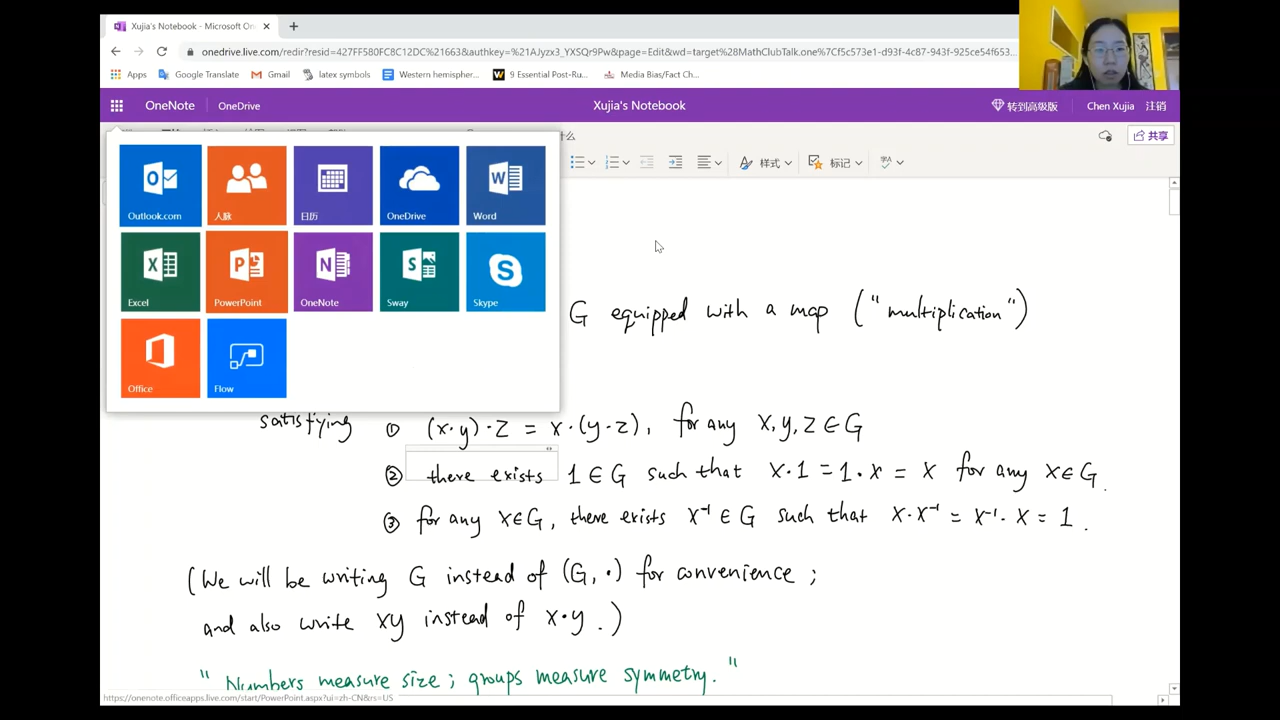 Xujia's Notebook - Microsoft On
onedrive.live.com/redir?resid=427FF580FC8C12DC%21663&authkey=%21AJyzx3_YXSQr9Pw&page=Edit&wd=target%28MathClubTalk.one%7Cf5c573e1-d93f-4c87-943f-925ce54f653...
Apps Google Translate Gmail latex symbols Western hemispher... 9 Essential Post-Ru... Media Bias/Fact Ch...
OneNote OneDrive Xujia's Notebook 转到高级版 Chen Xujia 注销
什么 共享
样式 标记
Outlook.com 人脉 日历 OneDrive Word
Excel PowerPoint OneNote Sway Skype
Office Flow
G equipped with a map ("multiplication")
satisfying ① (x·y)·z = x·(y·z), for any x,y,z ∈ G
② there exists 1 ∈ G such that x·1 = 1·x = x for any x ∈ G.
③ for any x ∈ G, there exists x⁻¹ ∈ G such that x·x⁻¹ = x⁻¹·x = 1.
(We will be writing G instead of (G, ·) for convenience;
and also write xy instead of x·y.)
"Numbers measure size; groups measure symmetry."
https://onenote.officeapps.live.com/start/PowerPoint.aspx?ui=zh-CN&rs=US